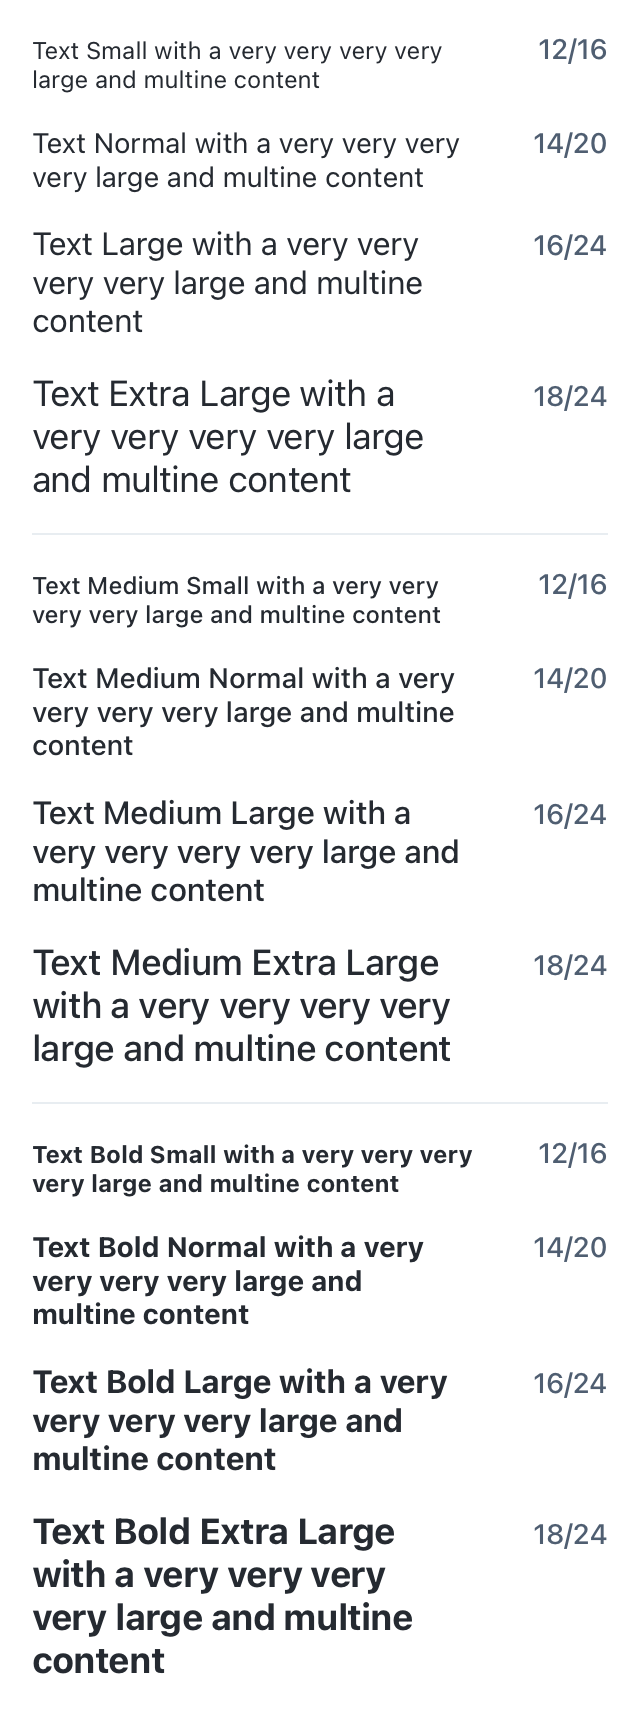 Text Small with a very very very very 12/16
large and multine content
Text Normal with a very very very 14/20
very large and multine content
Text Large with a very very 16/24
very very large and multine
content
Text Extra Large with a 18/24
very very very very large
and multine content
Text Medium Small with a very very 12/16
very very large and multine content
Text Medium Normal with a very 14/20
very very very large and multine
content
Text Medium Large with a 16/24
very very very very large and
multine content
Text Medium Extra Large 18/24
with a very very very very
large and multine content
Text Bold Small with a very very very 12/16
very large and multine content
Text Bold Normal with a very 14/20
very very very large and
multine content
Text Bold Large with a very 16/24
very very very large and
multine content
Text Bold Extra Large 18/24
with a very very very
very large and multine
content